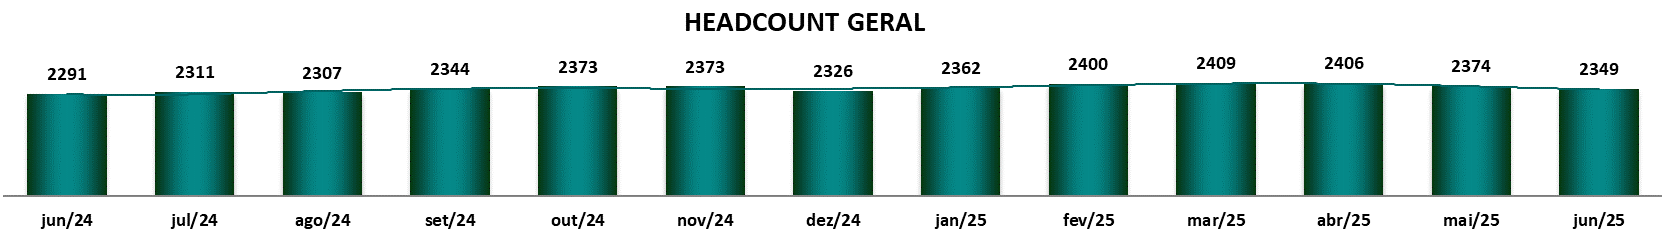 HEADCOUNT GERAL
2291 2311 2307 2344 2373 2373 2326 2362 2400 2409 2406 2374 2349
jun/24 jul/24 ago/24 set/24 out/24 nov/24 dez/24 jan/25 fev/25 mar/25 abr/25 mai/25 jun/25